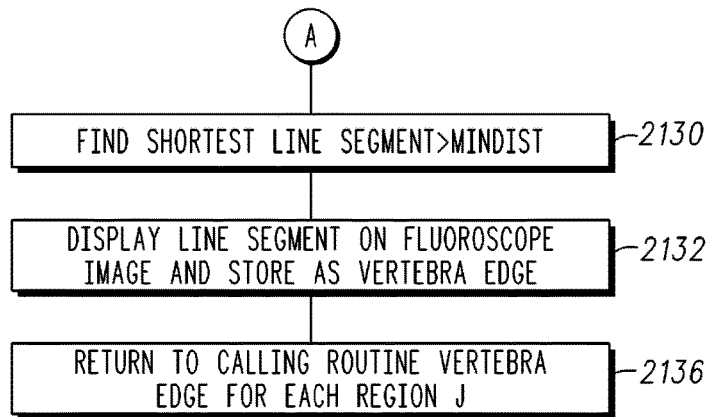 A
FIND SHORTEST LINE SEGMENT>MINDIST
2130
DISPLAY LINE SEGMENT ON FLUOROSCOPE
IMAGE AND STORE AS VERTEBRA EDGE
2132
RETURN TO CALLING ROUTINE VERTEBRA
EDGE FOR EACH REGION J
2136